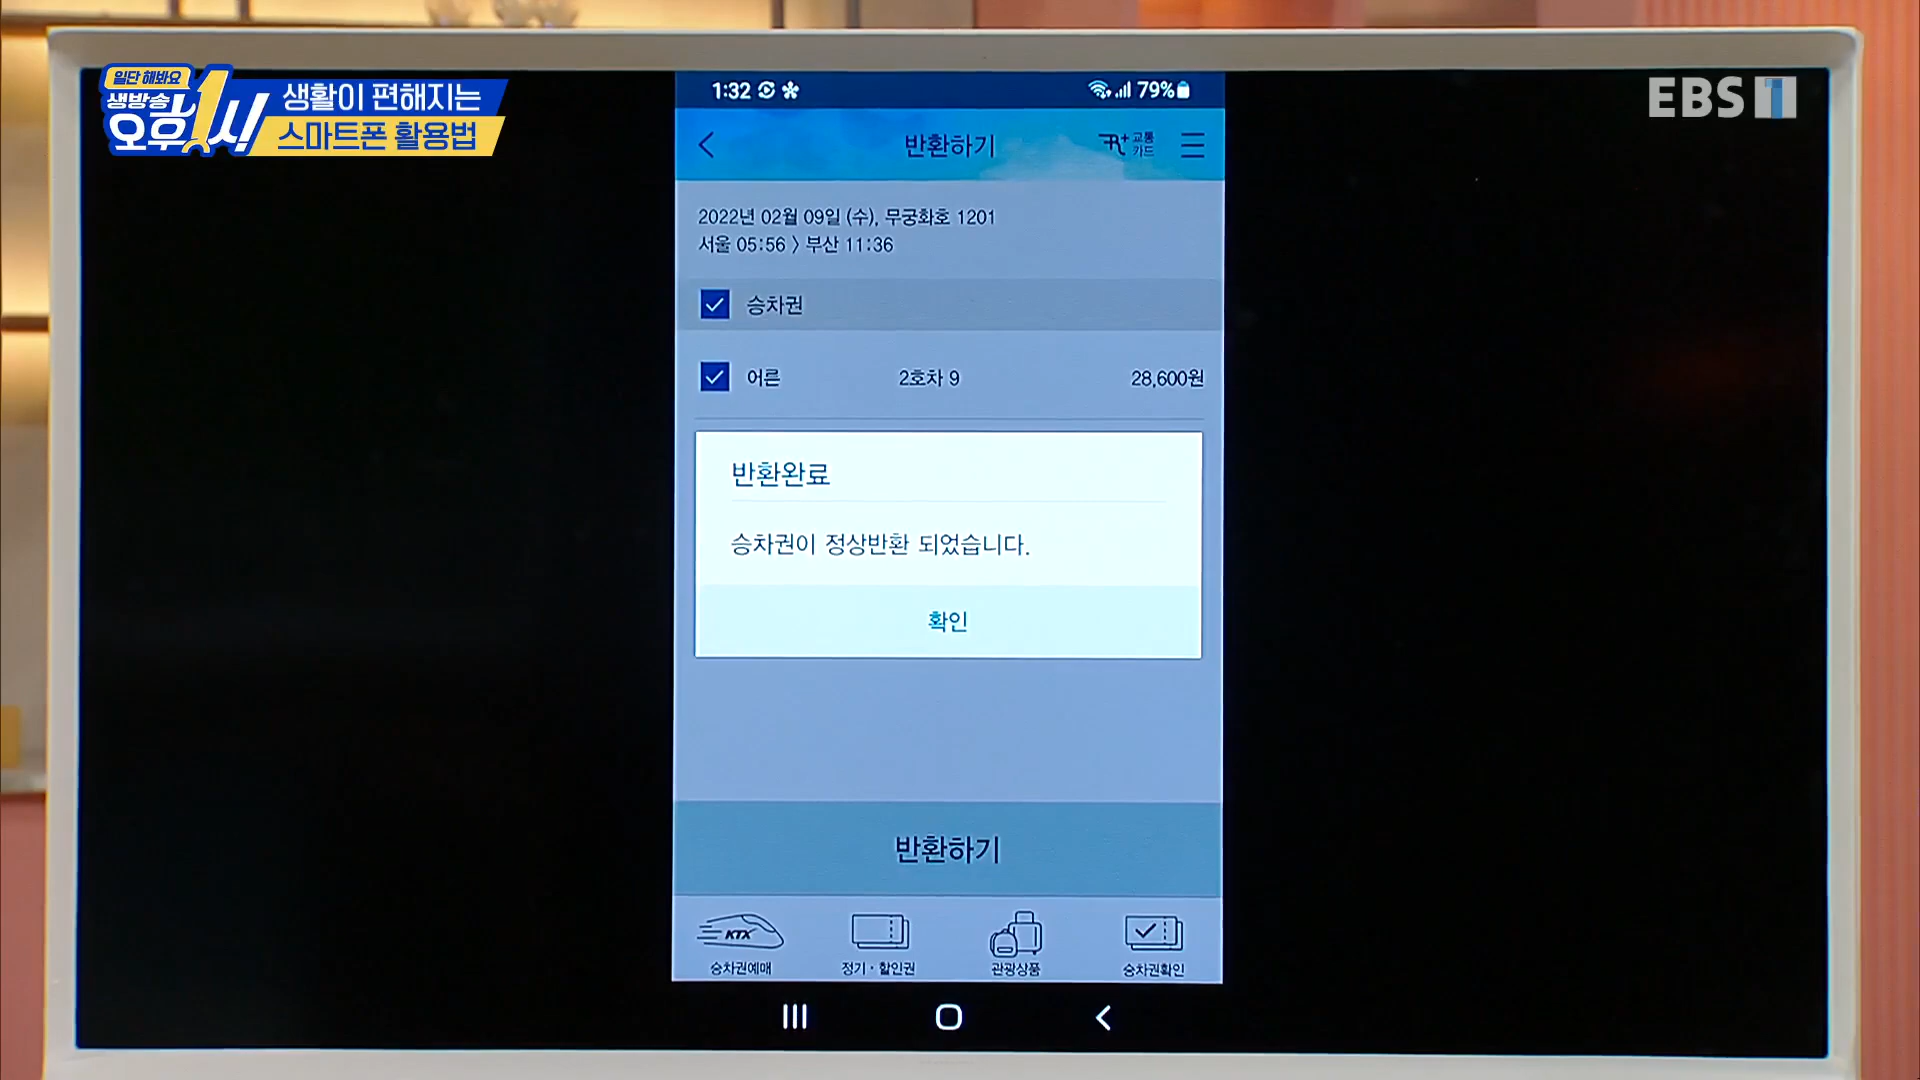 일단 해봐요
생방송
오후1시!
생활이 편해지는
스마트폰 활용법
EBS 1
1:32
79%
반환하기
R+ 교통
카드
2022년 02월 09일 (수), 무궁화호 1201
서울 05:56 > 부산 11:36
승차권
어른 2호차 9 28,600원
반환완료
승차권이 정상반환 되었습니다.
확인
반환하기
KTX
승차권예매
정기·할인권
관광상품
승차권확인